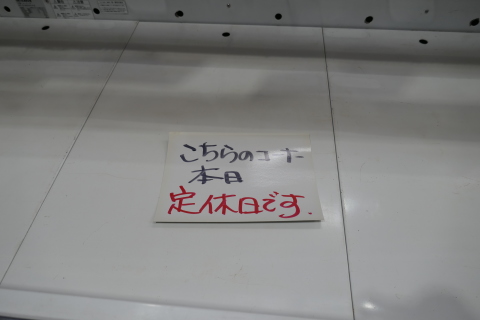 こちらのコーナー
本日
定休日です.